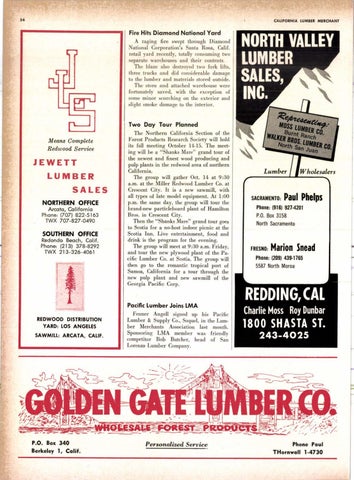 34
CALIFORNIA LUMBER MERCHANT
JLS
Means Complete
Redwood Service
JEWETT
LUMBER
SALES
NORTHERN OFFICE
Arcata, California
Phone: (707) 822-5163
TWX 707-827-0490
SOUTHERN OFFICE
Redondo Beach, Calif.
Phone: (213) 378-8292
TWX 213-326-4061
REDWOOD DISTRIBUTION
YARD: LOS ANGELES
SAWMILL: ARCATA, CALIF.
Fire Hits Diamond National Yard
A raging fire swept through Diamond
National Corporation's Santa Rosa, Calif.
retail yard recently, totally consuming two
separate warehouses and their contents.
The blaze also destroyed two fork lifts,
three trucks and did considerable damage
to the lumber and materials stored outside.
The store and attached warehouse were
fortunately saved, with the exception of
some minor scorching on the exterior and
slight smoke damage to the interior.
Two Day Tour Planned
The Northern California Section of the
Forest Products Research Society will hold
its fall meeting October 14-15. The meet-
ing will be a "Shanks Mare" grand tour of
the newest and finest wood producing and
pulp plants in the redwood area of northern
California.
The group will gather Oct. 14 at 9:30
a.m. at the Miller Redwood Lumber Co. at
Crescent City. It is a new sawmill, with
all types of late model equipment. At 1:00
p.m. the same day, the group will tour the
brand-new particleboard plant of Hambro
Bros. in Crescent City.
Then the "Shanks Mare" grand tour goes
to Scotia for a no-host dinner picnic at the
Scotia Inn. Live entertainment, food and
drink is the program for the evening.
The group will meet at 9:30 a.m. Friday,
and tour the new plywood plant of the Pa-
cific Lumber Co. at Scotia. The group will
then go to the romantic tropical port of
Samoa, California for a tour through the
new pulp plant and new sawmill of the
Georgia Pacific Corp.
Pacific Lumber Joins LMA
Fenner Angell signed up his Pacific
Lumber & Supply Co., Soquel, in the Lum-
ber Merchants Association last month.
Sponsoring LMA member was friendly
competitor Bob Butcher, head of San
Lorenzo Lumber Company.
NORTH VALLEY
LUMBER
SALES,
INC.
Representing:
MOSS LUMBER CO.
Burnt Ranch
WALKER BROS. LUMBER CO.
North San Juan
Lumber Wholesalers
SACRAMENTO: Paul Phelps
Phone: (916) 927-4201
P.O. Box 3158
North Sacramento
FRESNO: Marion Snead
Phone: (209) 439-1765
5567 North Moroa
REDDING, CAL
Charlie Moss Roy Dunbar
1800 SHASTA ST.
243-4025
GOLDEN GATE LUMBER CO.
WHOLESALE FOREST PRODUCTS
P.O. Box 340
Berkeley 1, Calif.
Personalized Service
Phone Paul
THornwall 1-4730